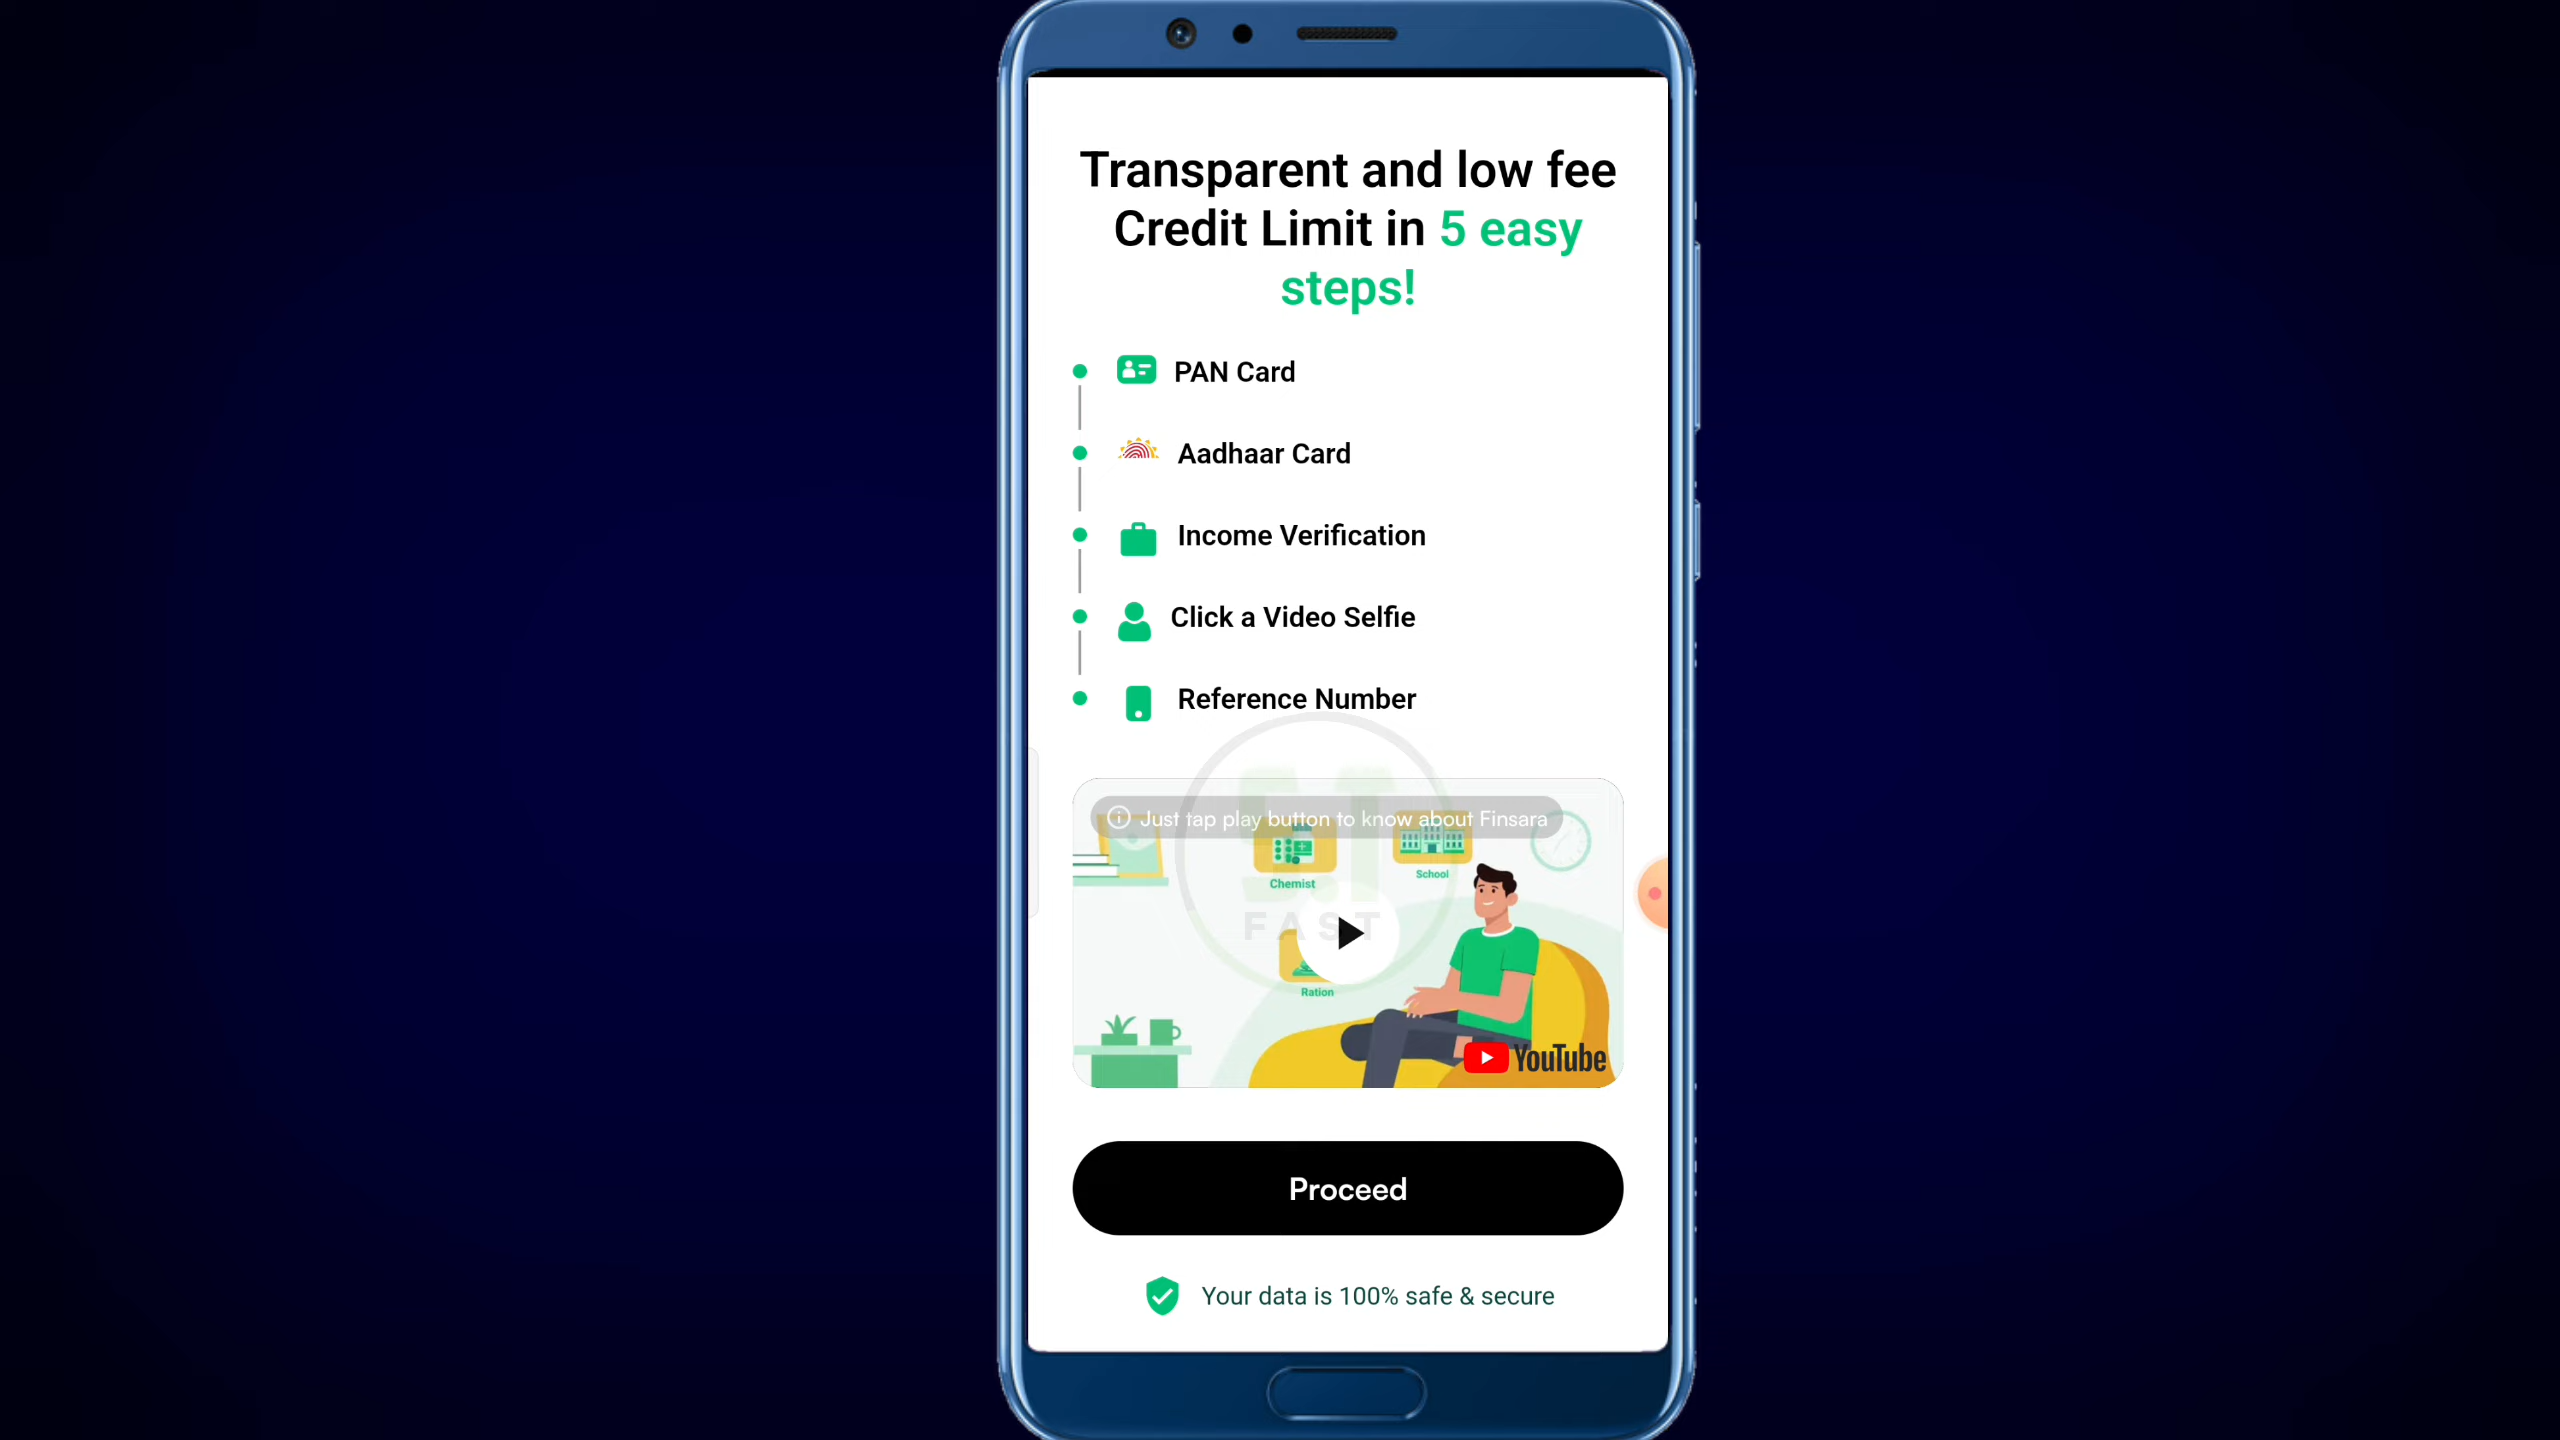 Transparent and low fee
Credit Limit in 5 easy
steps!
PAN Card
Aadhaar Card
Income Verification
Click a Video Selfie
Reference Number
Just tap play button to know about Finsara
Chemist
School
FAST
Ration
YouTube
Proceed
Your data is 100% safe & secure